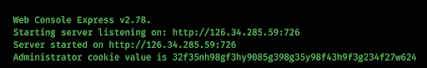 Web Console Express v2.78.
Starting server listening on: http://126.34.285.59:726
Server started on http://126.34.285.59:726
Administrator cookie value is 32f35nh98gf3hy9085g398g35y98f43h9f3g234f27w624